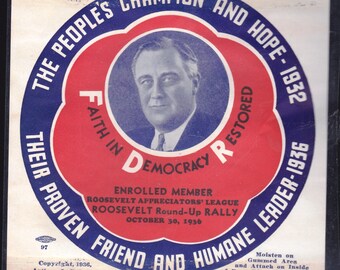 THE PEOPLE'S CHAMPION AND HOPE-1932
FAITH IN DEMOCRACY RESTORED
ENROLLED MEMBER
ROOSEVELT APPRECIATORS' LEAGUE
ROOSEVELT Round-Up RALLY
OCTOBER 30, 1936
THEIR PROVEN FRIEND AND HUMANE LEADER-1936
97
Copyright, 1936,
Moisten on
Gummed Area
and Attach on Inside